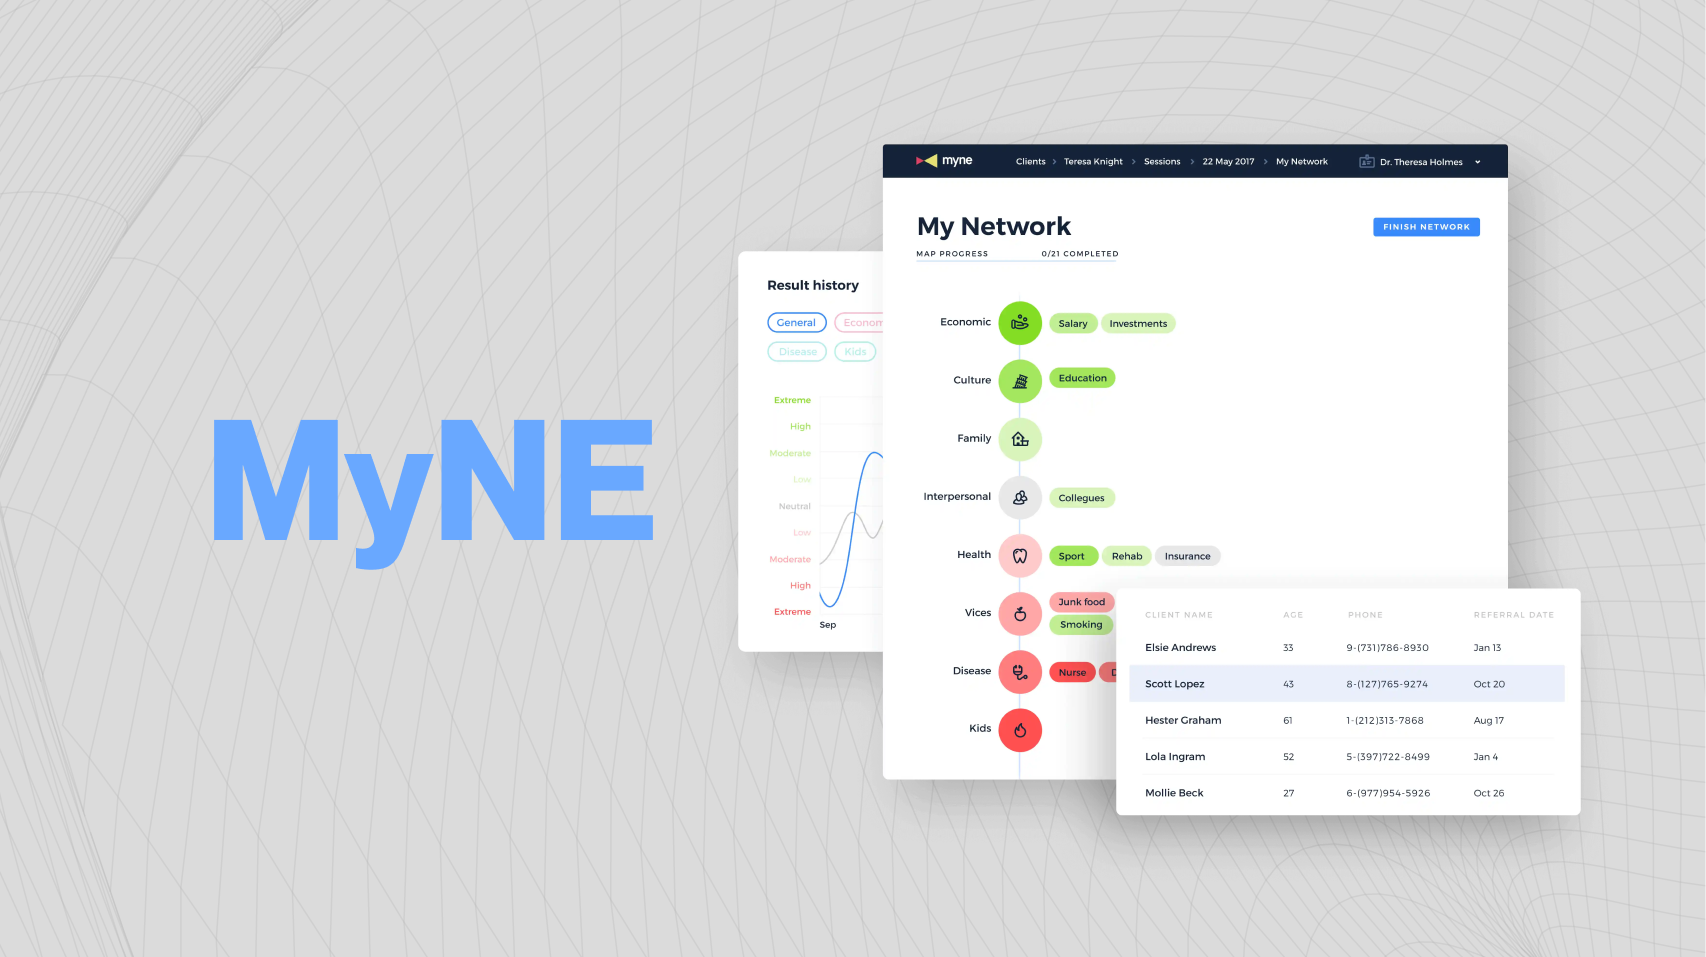 MyNE
myne
Clients > Teresa Knight > Sessions > 22 May 2017 > My Network
Dr. Theresa Holmes
My Network
FINISH NETWORK
MAP PROGRESS 0/21 COMPLETED
Economic Salary Investments
Culture Education
Family
Interpersonal Collegues
Health Sport Rehab Insurance
Vices Junk food
Smoking
Disease Nurse D
Kids
Result history
General Econom
Disease Kids
Extreme
High
Moderate
Low
Neutral
Low
Moderate
High
Extreme
Sep
CLIENT NAME AGE PHONE REFERRAL DATE
Elsie Andrews 33 9-(731)786-8930 Jan 13
Scott Lopez 43 8-(127)765-9274 Oct 20
Hester Graham 61 1-(212)313-7868 Aug 17
Lola Ingram 52 5-(397)722-8499 Jan 4
Mollie Beck 27 6-(977)954-5926 Oct 26